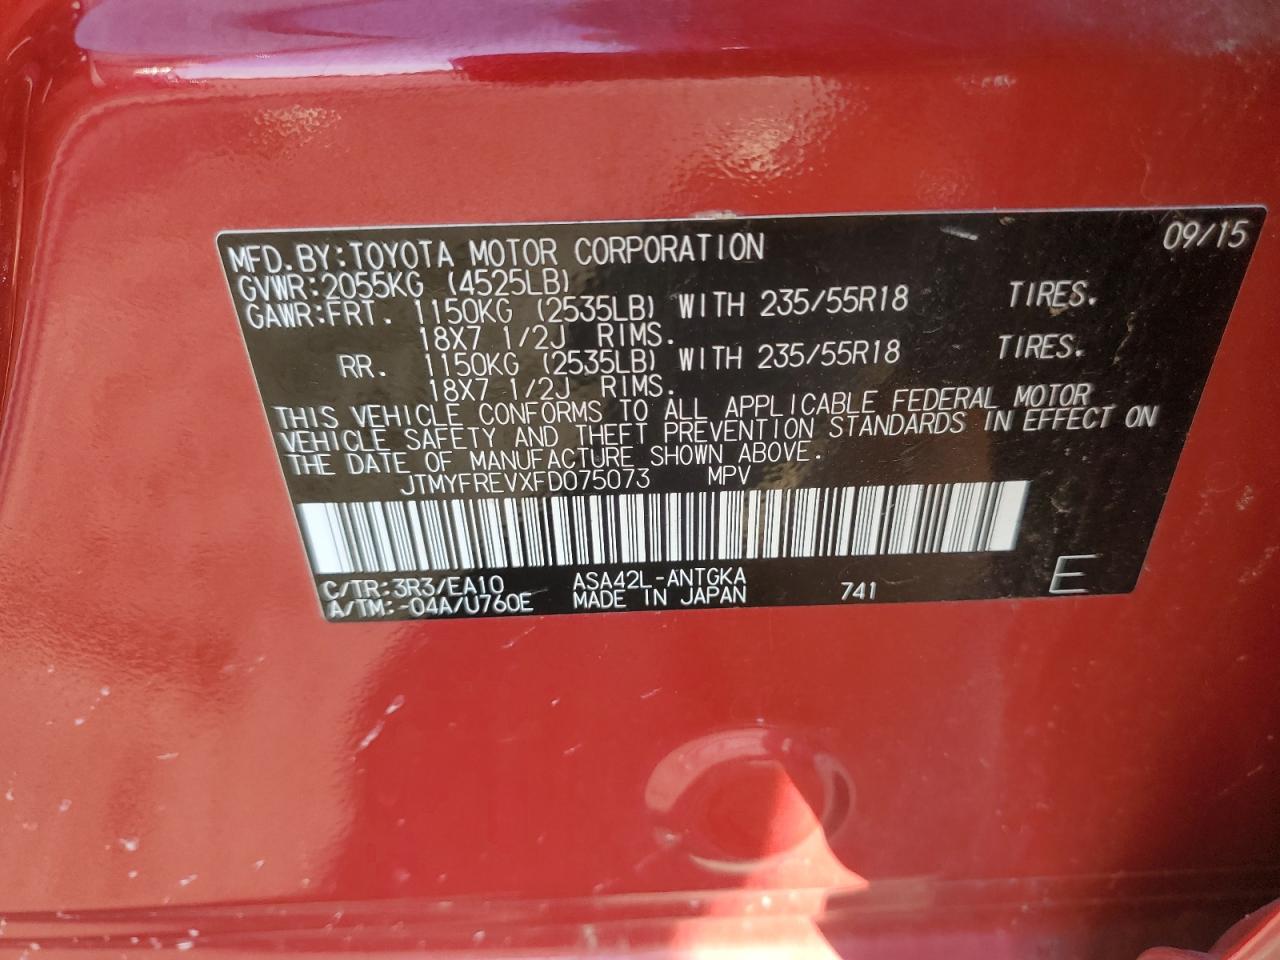 09/15
MFD.BY:TOYOTA MOTOR CORPORATION
GVWR:2055KG (4525LB)
GAWR:FRT. 1150KG (2535LB) WITH 235/55R18 TIRES.
18X7 1/2J RIMS.
RR. 1150KG (2535LB) WITH 235/55R18 TIRES.
18X7 1/2J RIMS.
THIS VEHICLE CONFORMS TO ALL APPLICABLE FEDERAL MOTOR
VEHICLE SAFETY AND THEFT PREVENTION STANDARDS IN EFFECT ON
THE DATE OF MANUFACTURE SHOWN ABOVE.
JTMYFREVXFD075073 MPV
C/TR:3R3/EA10 ASA42L-ANTGKA
A/TM:-04A/U760E MADE IN JAPAN 741
E